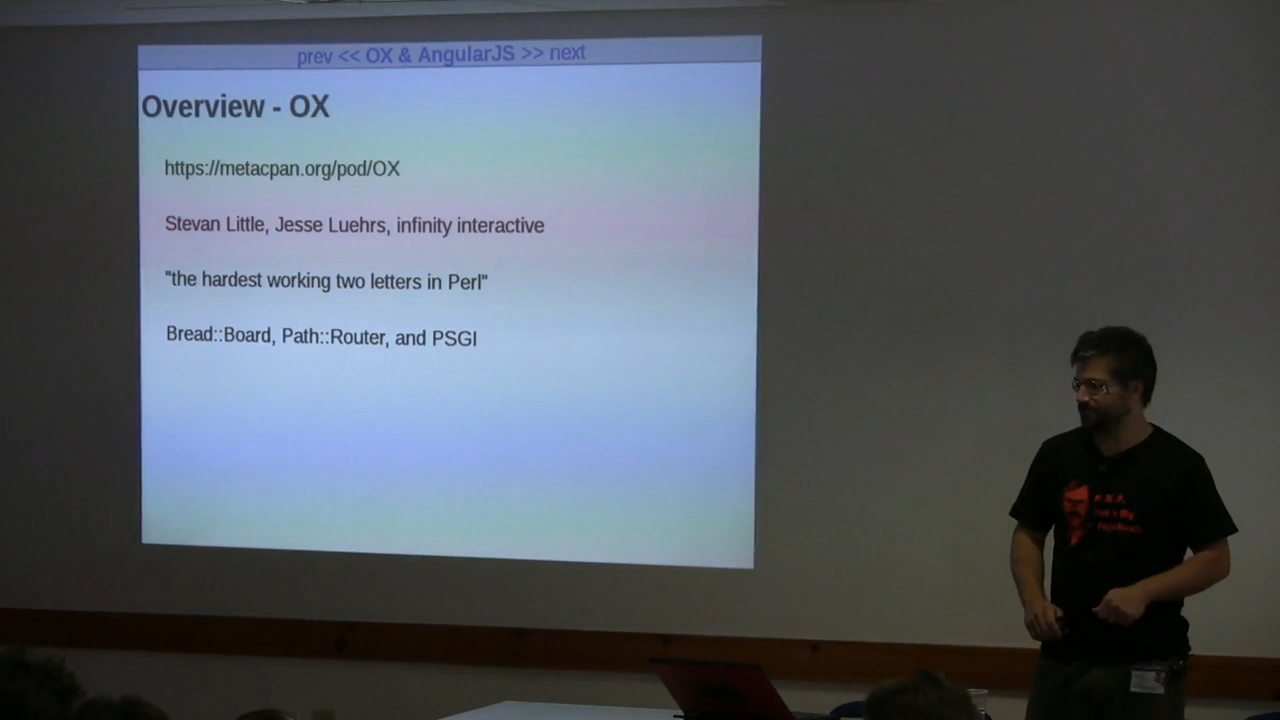 prev << OX & AngularJS >> next
Overview - OX
https://metacpan.org/pod/OX
Stevan Little, Jesse Luehrs, infinity interactive
"the hardest working two letters in Perl"
Bread::Board, Path::Router, and PSGI